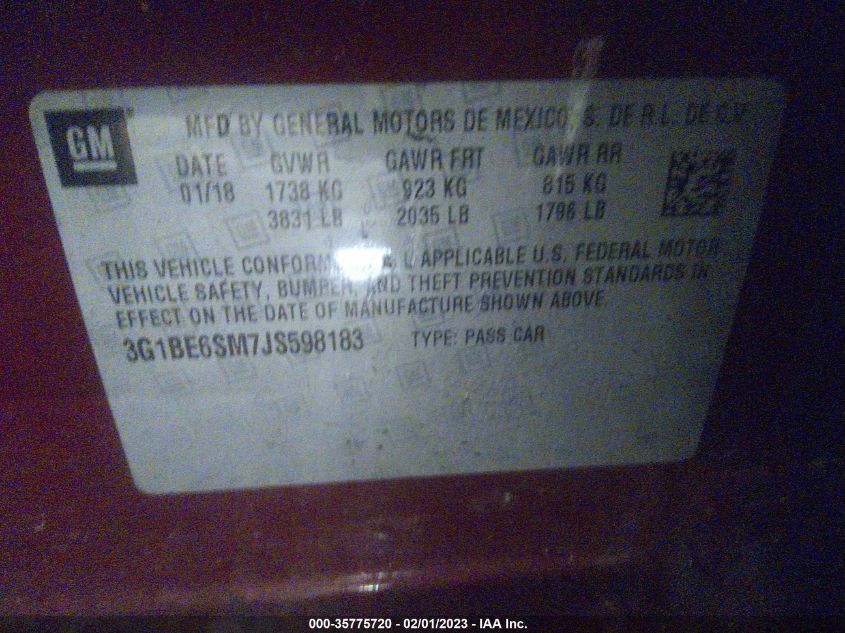 GM
MFD BY GENERAL MOTORS DE MEXICO, S. DE R.L. DE C.V.
DATE GVWR GAWR FRT GAWR RR
01/18 1738 KG 923 KG 815 KG
3831 LB 2035 LB 1796 LB
THIS VEHICLE CONFORM L APPLICABLE U.S. FEDERAL MOTOR
VEHICLE SAFETY, BUMPER, AND THEFT PREVENTION STANDARDS IN
EFFECT ON THE DATE OF MANUFACTURE SHOWN ABOVE.
3G1BE6SM7JS598183 TYPE: PASS CAR
000-35775720 - 02/01/2023 - IAA Inc.